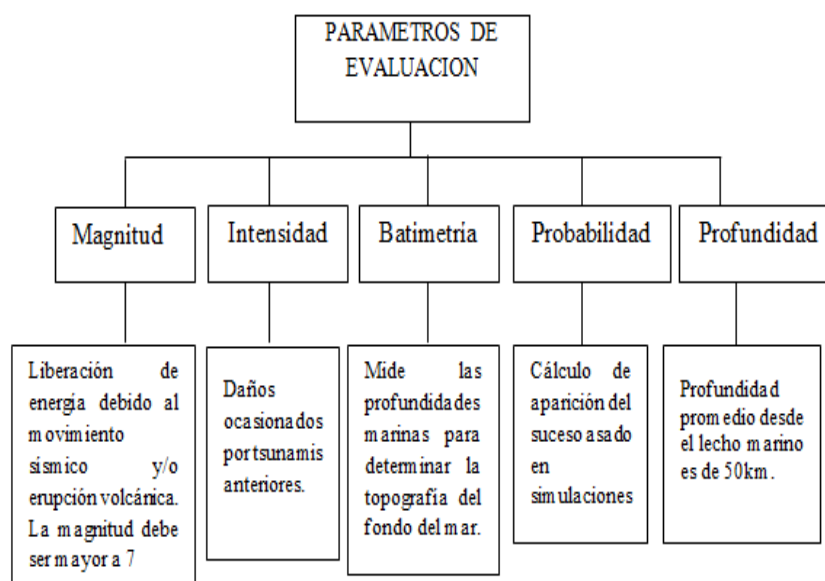 PARAMETROS DE
EVALUACION
Magnitud
Intensidad
Batimetría
Probabilidad
Profundidad
Liberación de
energía debido al
movimiento
sísmico y/o
erupción volcánica.
La magnitud debe
ser mayor a 7
Daños
ocasionados
por tsunamis
anteriores.
Mide las
profundidades
marinas para
determinar la
topografía del
fondo del mar.
Cálculo de
aparición del
suceso asado
en
simulaciones
Profundidad
promedio desde
el lecho marino
es de 50km.